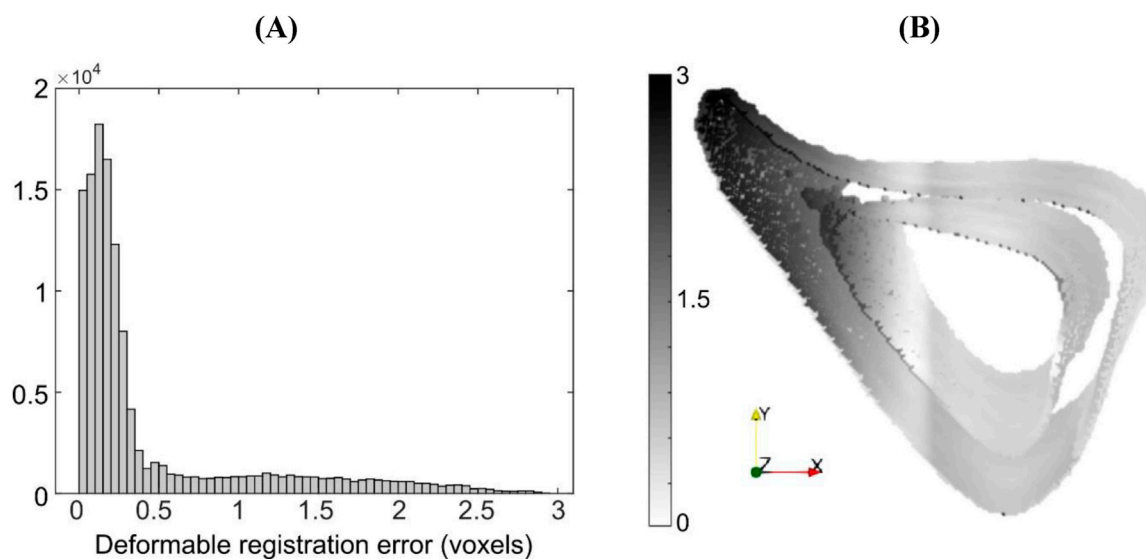 (A)
(B)
×10⁴
2
1.5
1
0.5
0
0 0.5 1 1.5 2 2.5 3
Deformable registration error (voxels)
3
1.5
0
Y
Z X